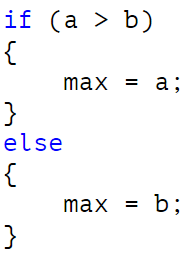 if (a > b)
{
    max = a;
}
else
{
    max = b;
}